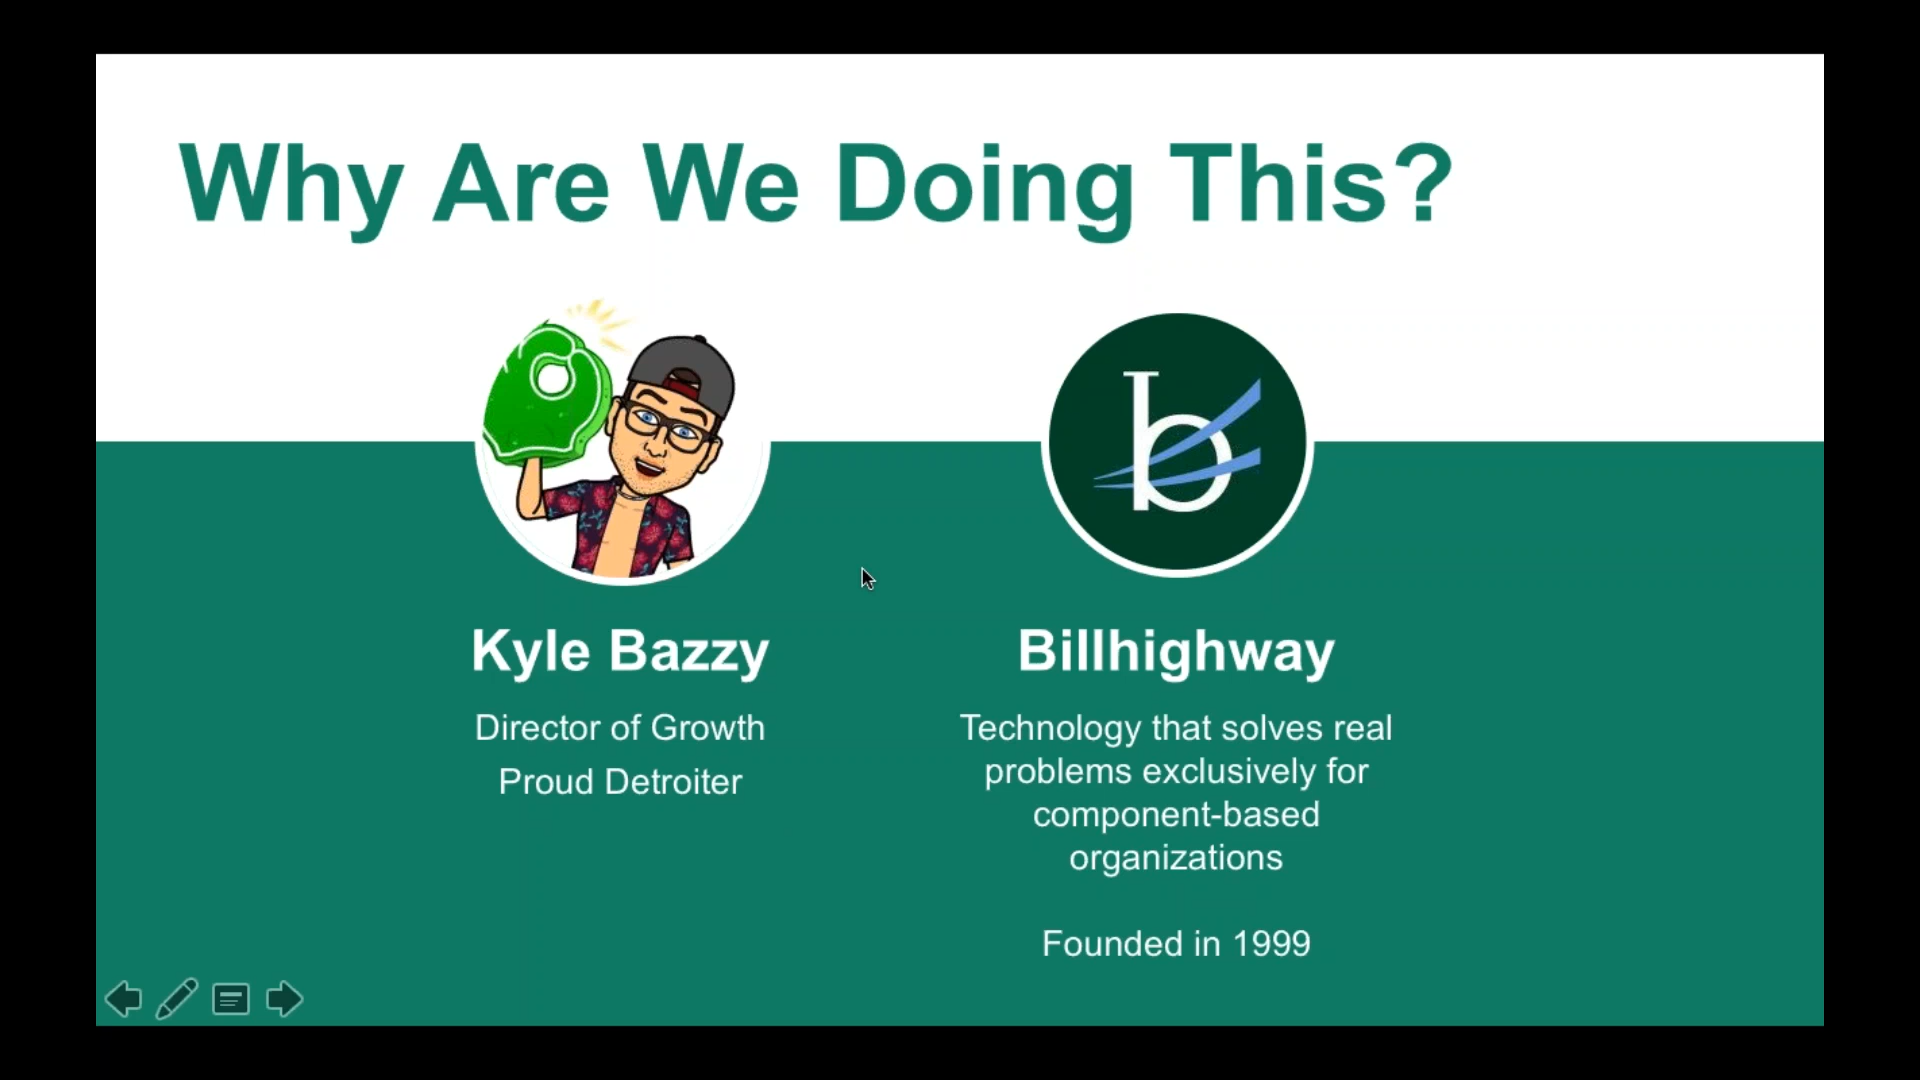 Why Are We Doing This?
b
Kyle Bazzy
Director of Growth
Proud Detroiter
Billhighway
Technology that solves real
problems exclusively for
component-based
organizations
Founded in 1999